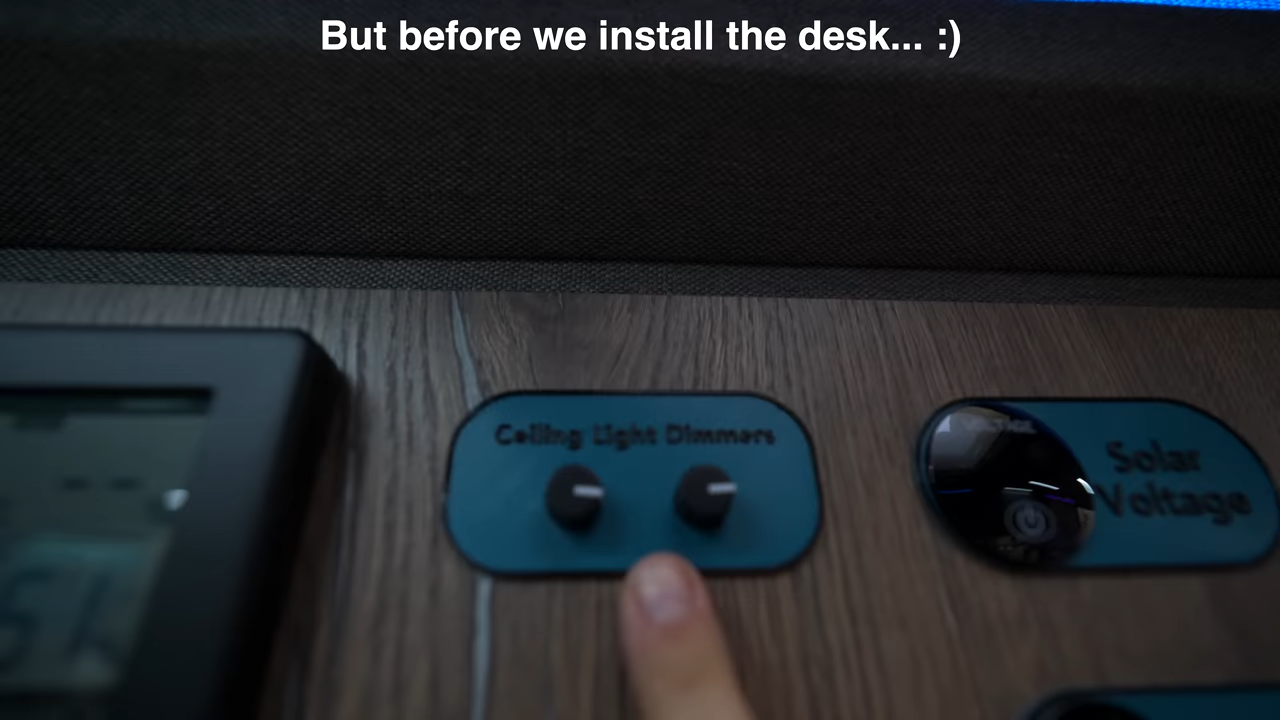 But before we install the desk... :)
Ceiling Light Dimmers
Solar
Voltage